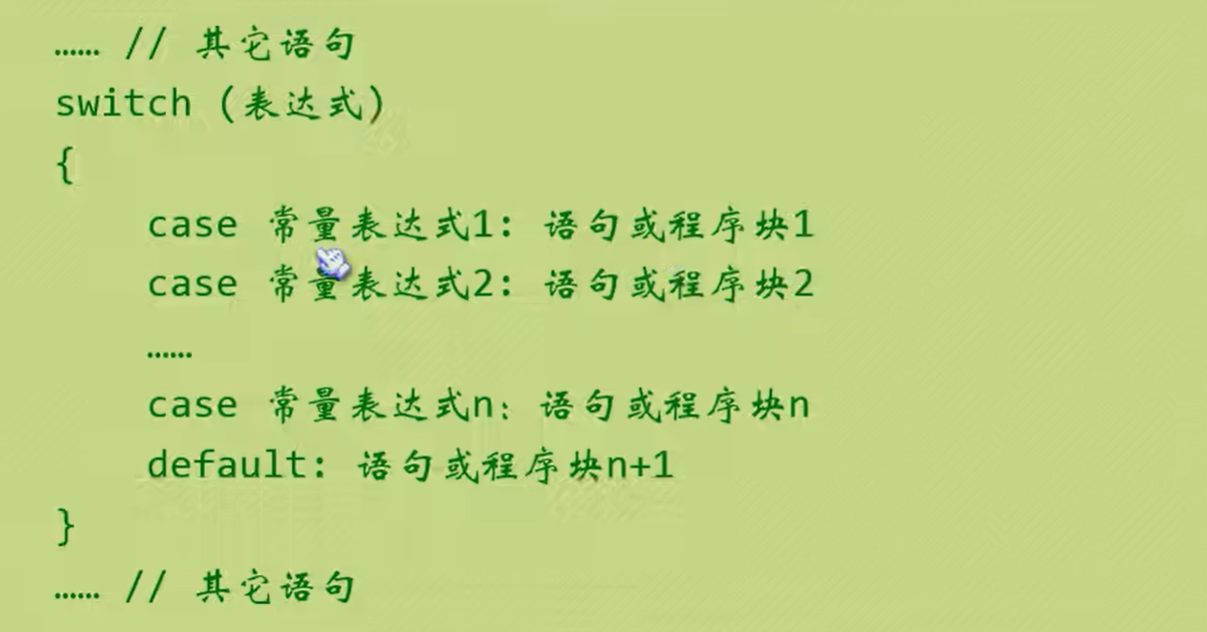 …… // 其它语句
switch (表达式)
{
case 常量表达式1: 语句或程序块1
case 常量表达式2: 语句或程序块2
……
case 常量表达式n: 语句或程序块n
default: 语句或程序块n+1
}
…… // 其它语句